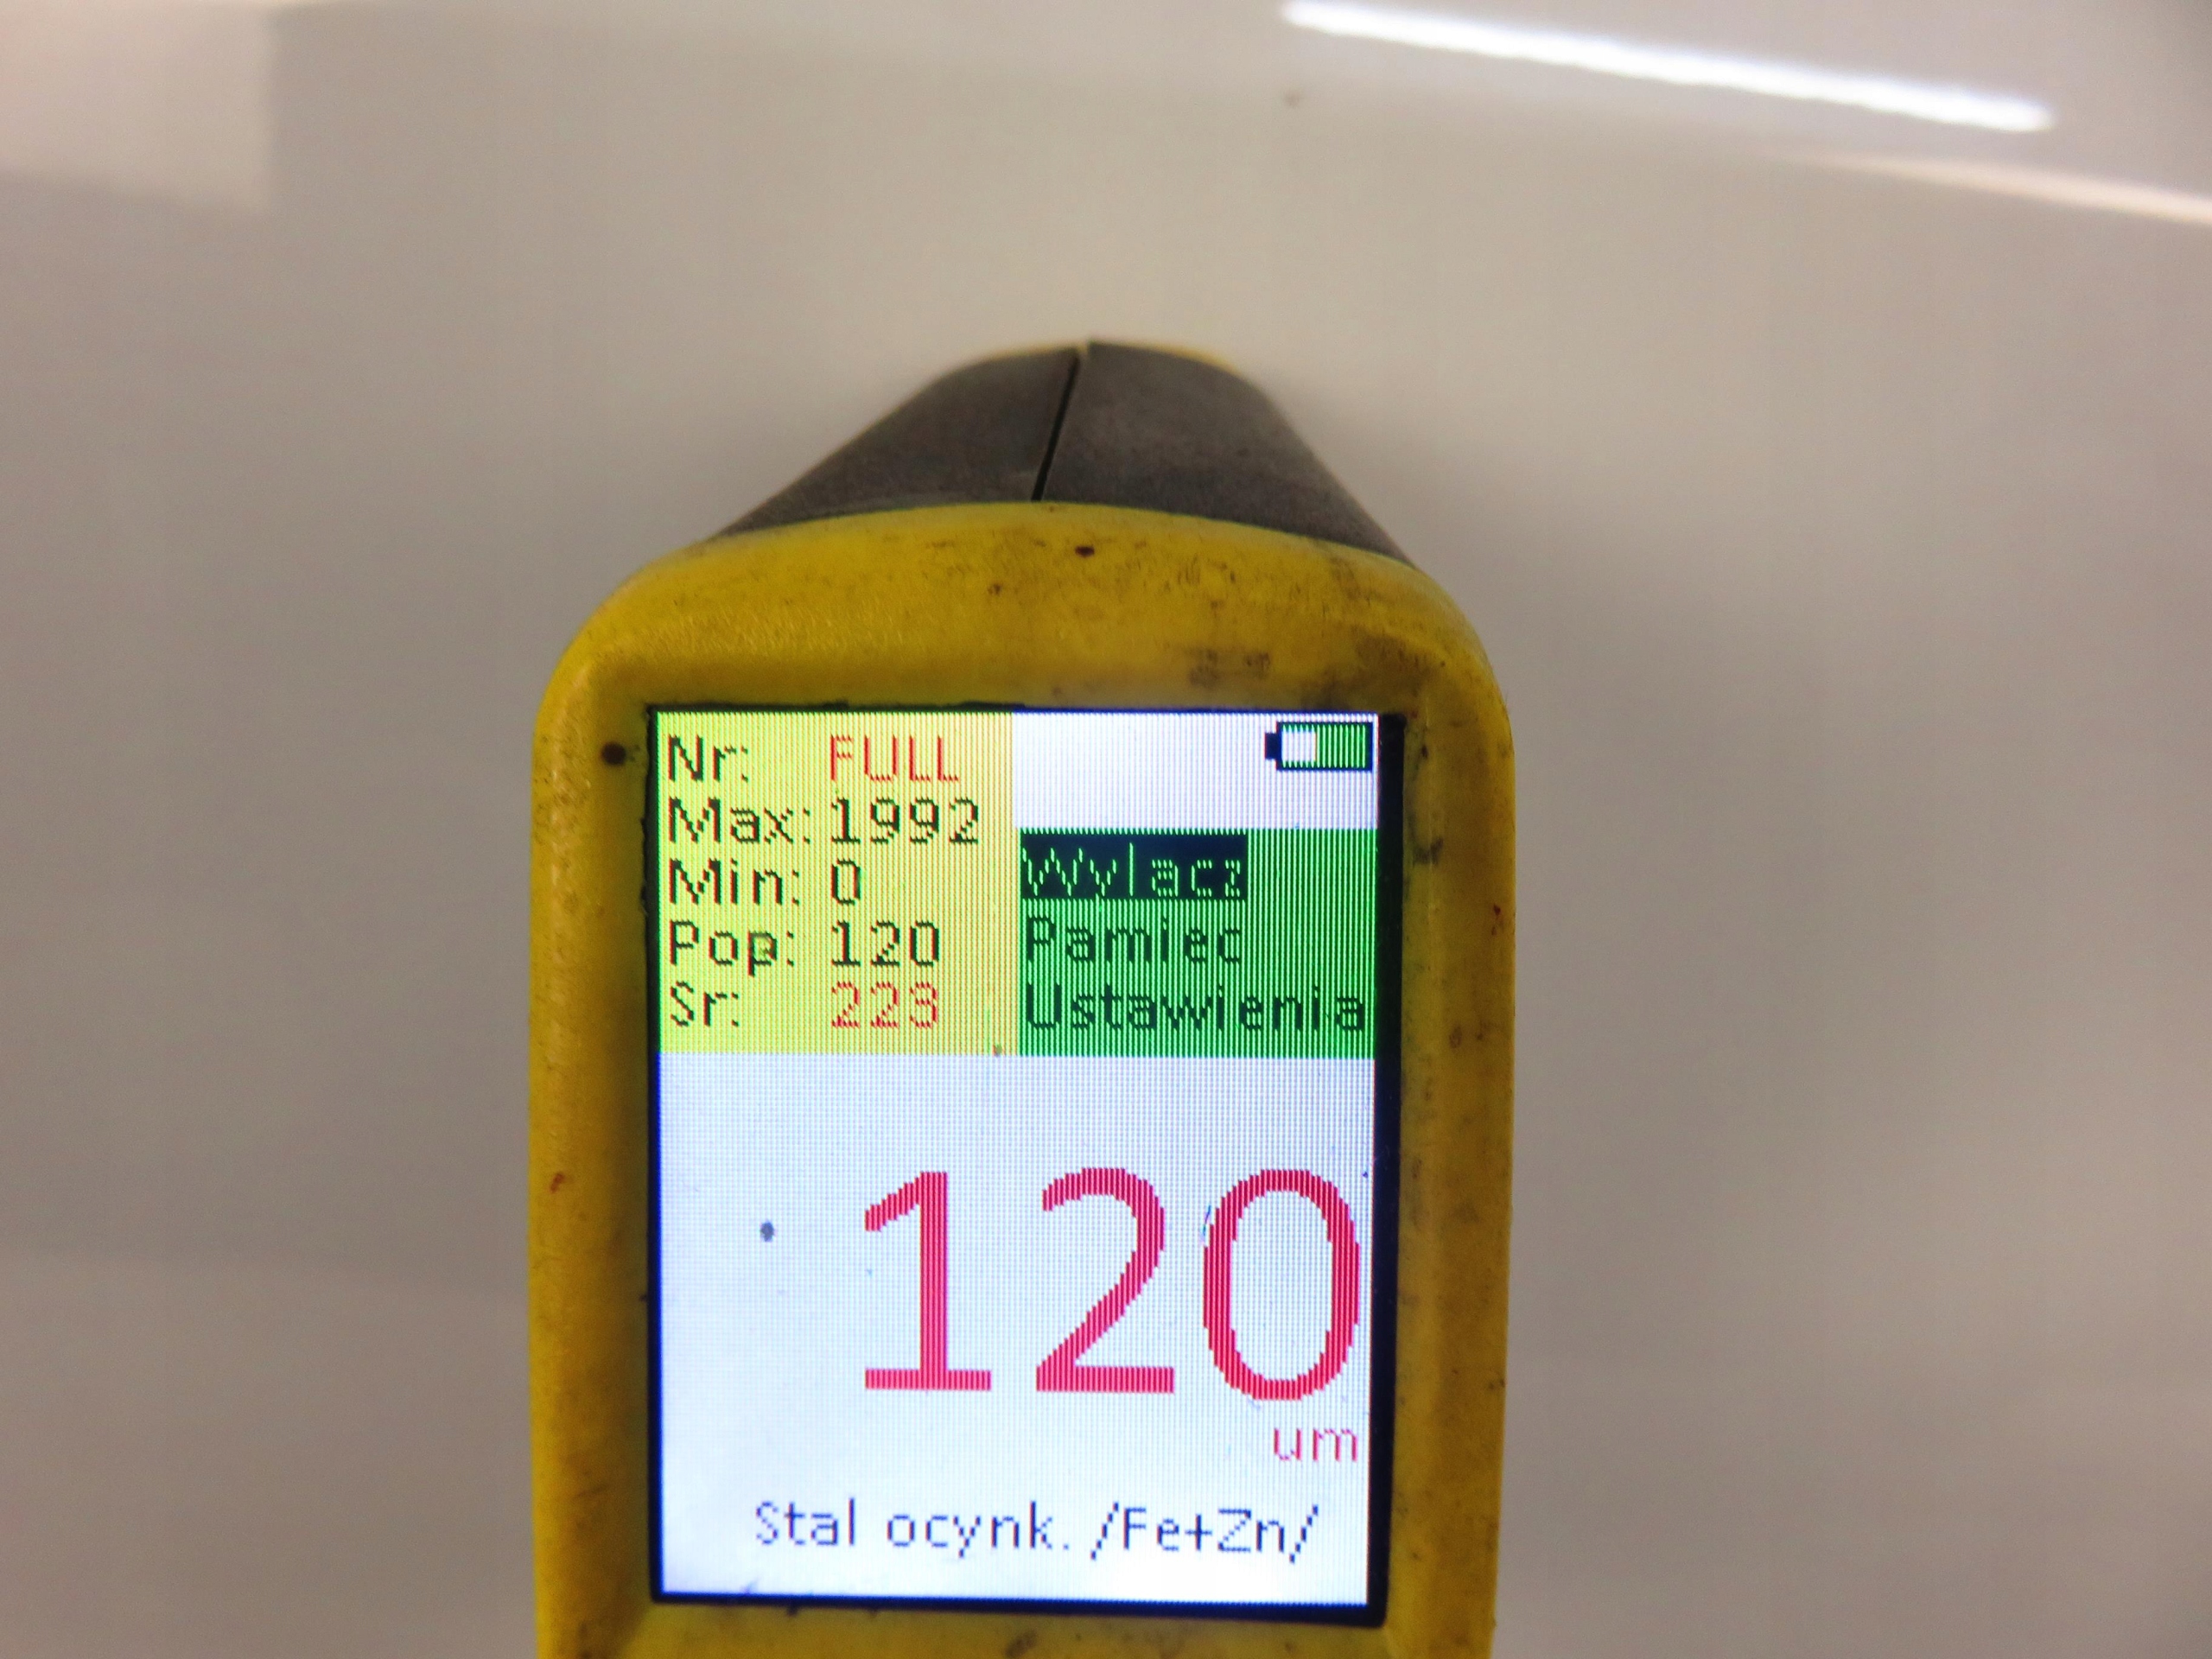 Nr: FULL
Max: 1992
Min: 0
Pop: 120
Sr: 223
Wylacz
Pamiec
Ustawienia
120
um
Stal ocynk. /Fe+Zn/